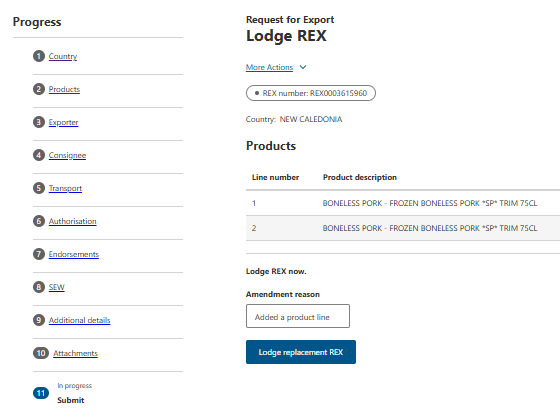 Progress
1 Country
2 Products
3 Exporter
4 Consignee
5 Transport
6 Authorisation
7 Endorsements
8 SEW
9 Additional details
10 Attachments
11 In progress
Submit
Request for Export
Lodge REX
More Actions
REX number: REX0003615960
Country: NEW CALEDONIA
Products
Line number Product description
1 BONELESS PORK - FROZEN BONELESS PORK *SP* TRIM 75CL
2 BONELESS PORK - FROZEN BONELESS PORK *SP* TRIM 75CL
Lodge REX now.
Amendment reason
Added a product line
Lodge replacement REX